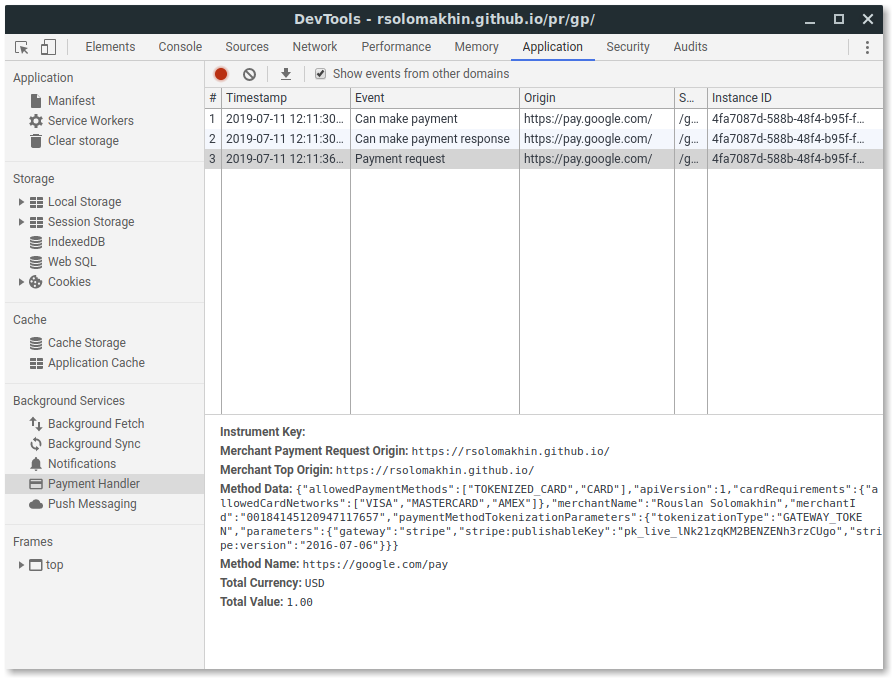 DevTools - rsolomakhin.github.io/pr/gp/
Elements Console Sources Network Performance Memory Application Security Audits
Application
Manifest
Service Workers
Clear storage
Storage
Local Storage
Session Storage
IndexedDB
Web SQL
Cookies
Cache
Cache Storage
Application Cache
Background Services
Background Fetch
Background Sync
Notifications
Payment Handler
Push Messaging
Frames
top
Show events from other domains
# Timestamp Event Origin S... Instance ID
1 2019-07-11 12:11:30... Can make payment https://pay.google.com/ /g... 4fa7087d-588b-48f4-b95f-f...
2 2019-07-11 12:11:30... Can make payment response https://pay.google.com/ /g... 4fa7087d-588b-48f4-b95f-f...
3 2019-07-11 12:11:36... Payment request https://pay.google.com/ /g... 4fa7087d-588b-48f4-b95f-f...
Instrument Key:
Merchant Payment Request Origin: https://rsolomakhin.github.io/
Merchant Top Origin: https://rsolomakhin.github.io/
Method Data: {"allowedPaymentMethods":["TOKENIZED_CARD","CARD"],"apiVersion":1,"cardRequirements":{"a
llowedCardNetworks":["VISA","MASTERCARD","AMEX"]},"merchantName":"Rouslan Solomakhin","merchantI
d":"00184145120947117657","paymentMethodTokenizationParameters":{"tokenizationType":"GATEWAY_TOKE
N","parameters":{"gateway":"stripe","stripe:publishableKey":"pk_live_lNk21zqKM2BENZENh3rzCUgo","stri
pe:version":"2016-07-06"}}}
Method Name: https://google.com/pay
Total Currency: USD
Total Value: 1.00